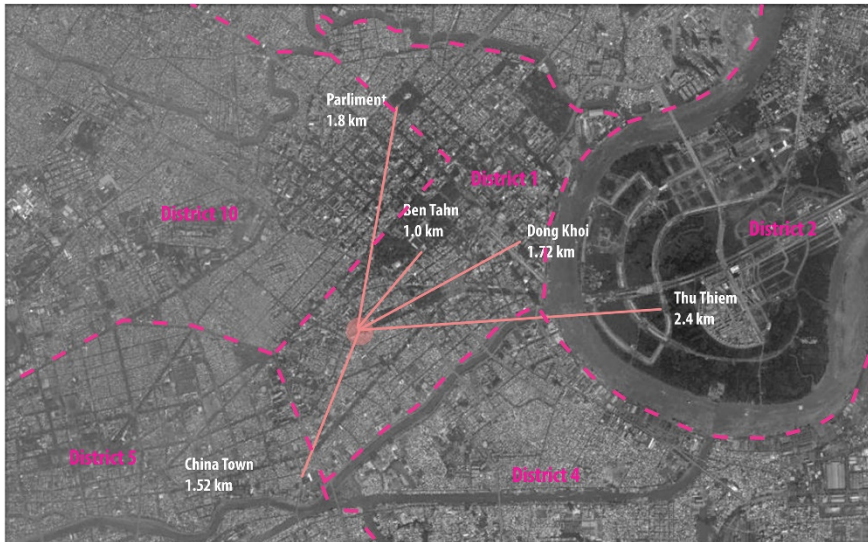 Parliment
1.8 km
District 1
District 10
Ben Tahn
1.0 km
Dong Khoi
1.72 km
District 2
Thu Thiem
2.4 km
District 5
China Town
1.52 km
District 4